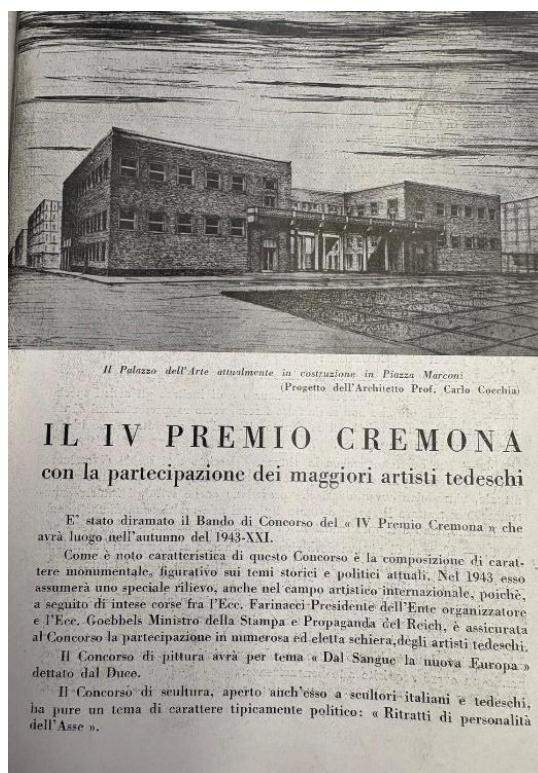 Il Palazzo dell'Arte attualmente in costruzione in Piazza Marconi
(Progetto dell'Architetto Prof. Carlo Cocchia)
IL IV PREMIO CREMONA
con la partecipazione dei maggiori artisti tedeschi
E' stato diramato il Bando di Concorso del « IV Premio Cremona » che
avrà luogo nell'autunno del 1943-XXI.
Come è noto caratteristica di questo Concorso è la composizione di carat-
tere monumentale, figurativo sui temi storici e politici attuali. Nel 1943 esso
assumerà uno speciale rilievo, anche nel campo artistico internazionale, poichè,
a seguito di intese corse fra l'Ecc. Farinacci Presidente dell'Ente organizzatore
e l'Ecc. Goebbels Ministro della Stampa e Propaganda del Reich, è assicurata
al Concorso la partecipazione in numerosa ed eletta schiera degli artisti tedeschi.
Il Concorso di pittura avrà per tema « Dal Sangue la nuova Europa »
dettato dal Duce.
Il Concorso di scultura, aperto anch'esso a scultori italiani e tedeschi,
ha pure un tema di carattere tipicamente politico: « Ritratti di personalità
dell'Asse ».